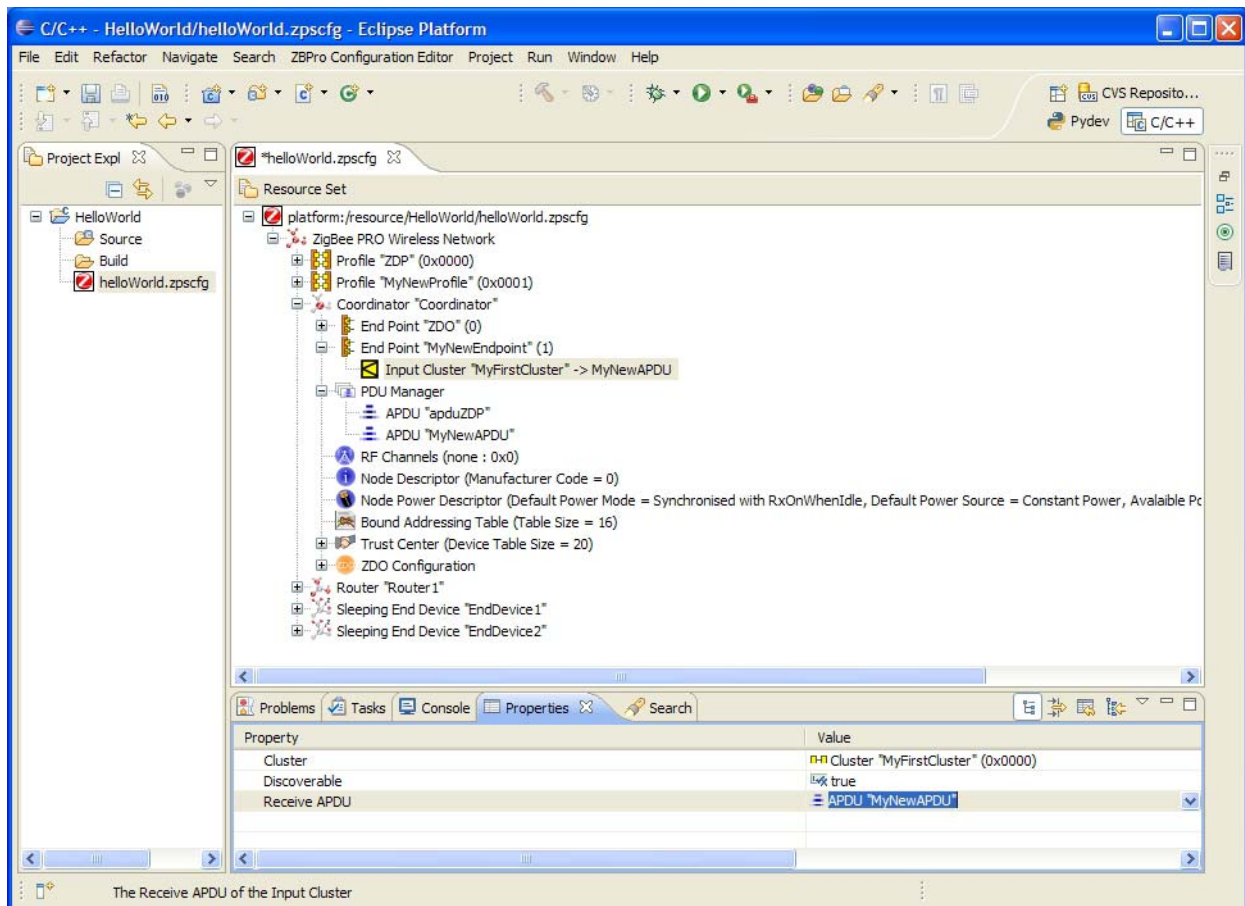 C/C++ - HelloWorld/helloWorld.zpscfg - Eclipse Platform
File Edit Refactor Navigate Search ZBPro Configuration Editor Project Run Window Help
CVS Reposito...
Pydev C/C++
Project Expl
*helloWorld.zpscfg
Resource Set
HelloWorld
Source
Build
helloWorld.zpscfg
platform:/resource/HelloWorld/helloWorld.zpscfg
ZigBee PRO Wireless Network
Profile "ZDP" (0x0000)
Profile "MyNewProfile" (0x0001)
Coordinator "Coordinator"
End Point "ZDO" (0)
End Point "MyNewEndpoint" (1)
Input Cluster "MyFirstCluster" -> MyNewAPDU
PDU Manager
APDU "apduZDP"
APDU "MyNewAPDU"
RF Channels (none : 0x0)
Node Descriptor (Manufacturer Code = 0)
Node Power Descriptor (Default Power Mode = Synchronised with RxOnWhenIdle, Default Power Source = Constant Power, Avalaible Po
Bound Addressing Table (Table Size = 16)
Trust Center (Device Table Size = 20)
ZDO Configuration
Router "Router1"
Sleeping End Device "EndDevice1"
Sleeping End Device "EndDevice2"
Problems Tasks Console Properties Search
Property Value
Cluster Cluster "MyFirstCluster" (0x0000)
Discoverable true
Receive APDU APDU "MyNewAPDU"
The Receive APDU of the Input Cluster